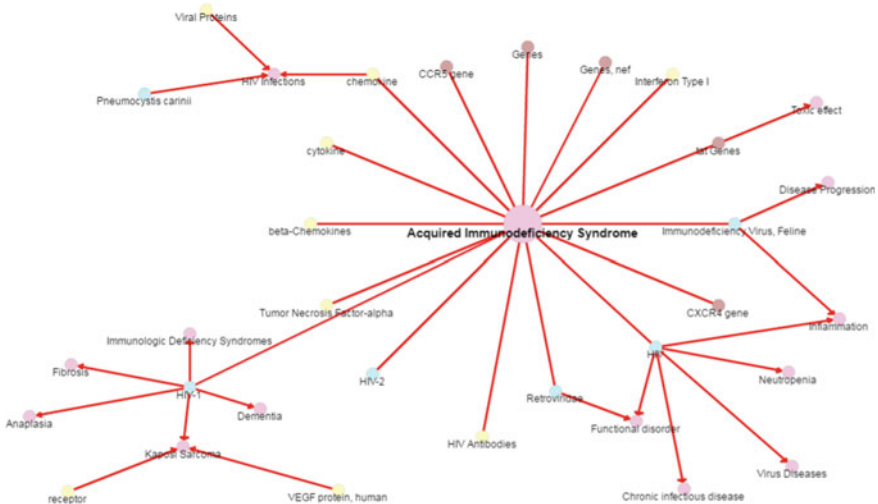 Viral Proteins
Genes
Genes, nef
CCR5 gene
HIV Infections
chemokine
Interferon Type I
Pneumocystis carinii
Toxic effect
cytokine
tat Genes
Disease Progression
beta-Chemokines
Acquired Immunodeficiency Syndrome
Immunodeficiency Virus, Feline
Tumor Necrosis Factor-alpha
CXCR4 gene
Inflammation
Immunologic Deficiency Syndromes
Fibrosis
HIV-2
Neutropenia
HIV-1
Retroviridae
Dementia
Anaplasia
Functional disorder
HIV Antibodies
Kaposi Sarcoma
Virus Diseases
receptor
VEGF protein, human
Chronic infectious disease